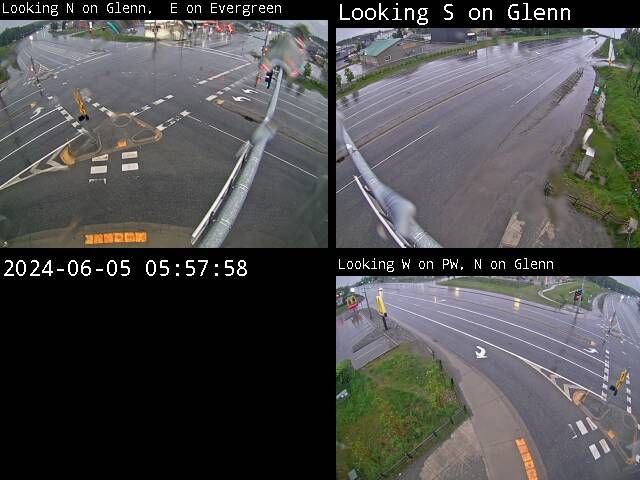 Looking N on Glenn,  E on Evergreen
Looking S on Glenn
2024-06-05 05:57:58
Looking W on PW, N on Glenn